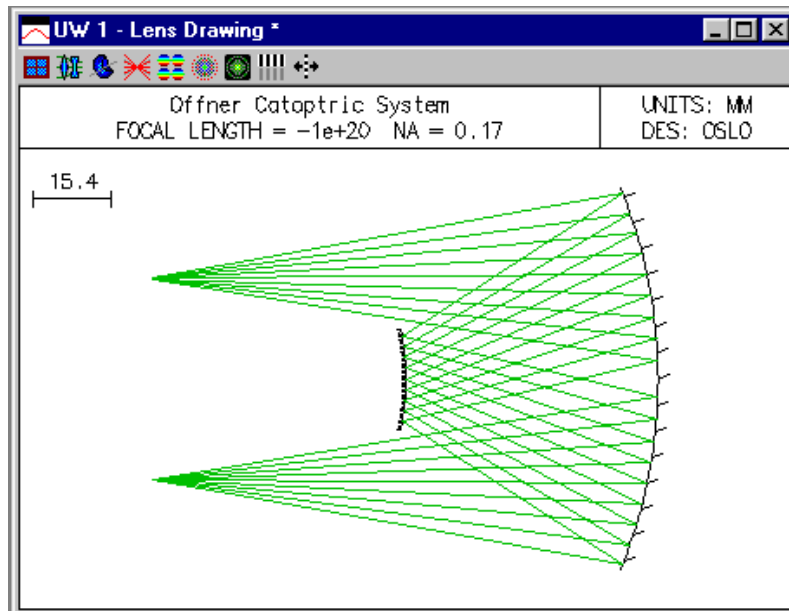 UW 1 - Lens Drawing *
Offner Catoptric System
FOCAL LENGTH = -1e+20 NA = 0.17
UNITS: MM
DES: OSLO
15.4